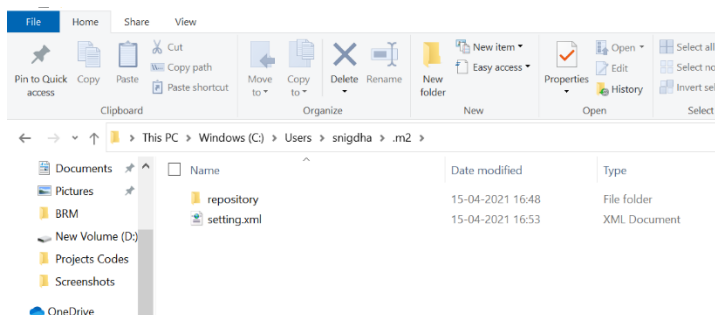 File Home Share View
Cut
Copy path
Paste shortcut
Pin to Quick access
Copy
Paste
Clipboard
Move to
Copy to
Delete
Rename
Organize
New folder
New item
Easy access
New
Properties
Open
Edit
History
Open
Select all
Select no
Invert sel
Select
This PC > Windows (C:) > Users > snigdha > .m2 >
Documents
Pictures
BRM
New Volume (D:)
Projects Codes
Screenshots
OneDrive
Name Date modified Type
repository 15-04-2021 16:48 File folder
setting.xml 15-04-2021 16:53 XML Document